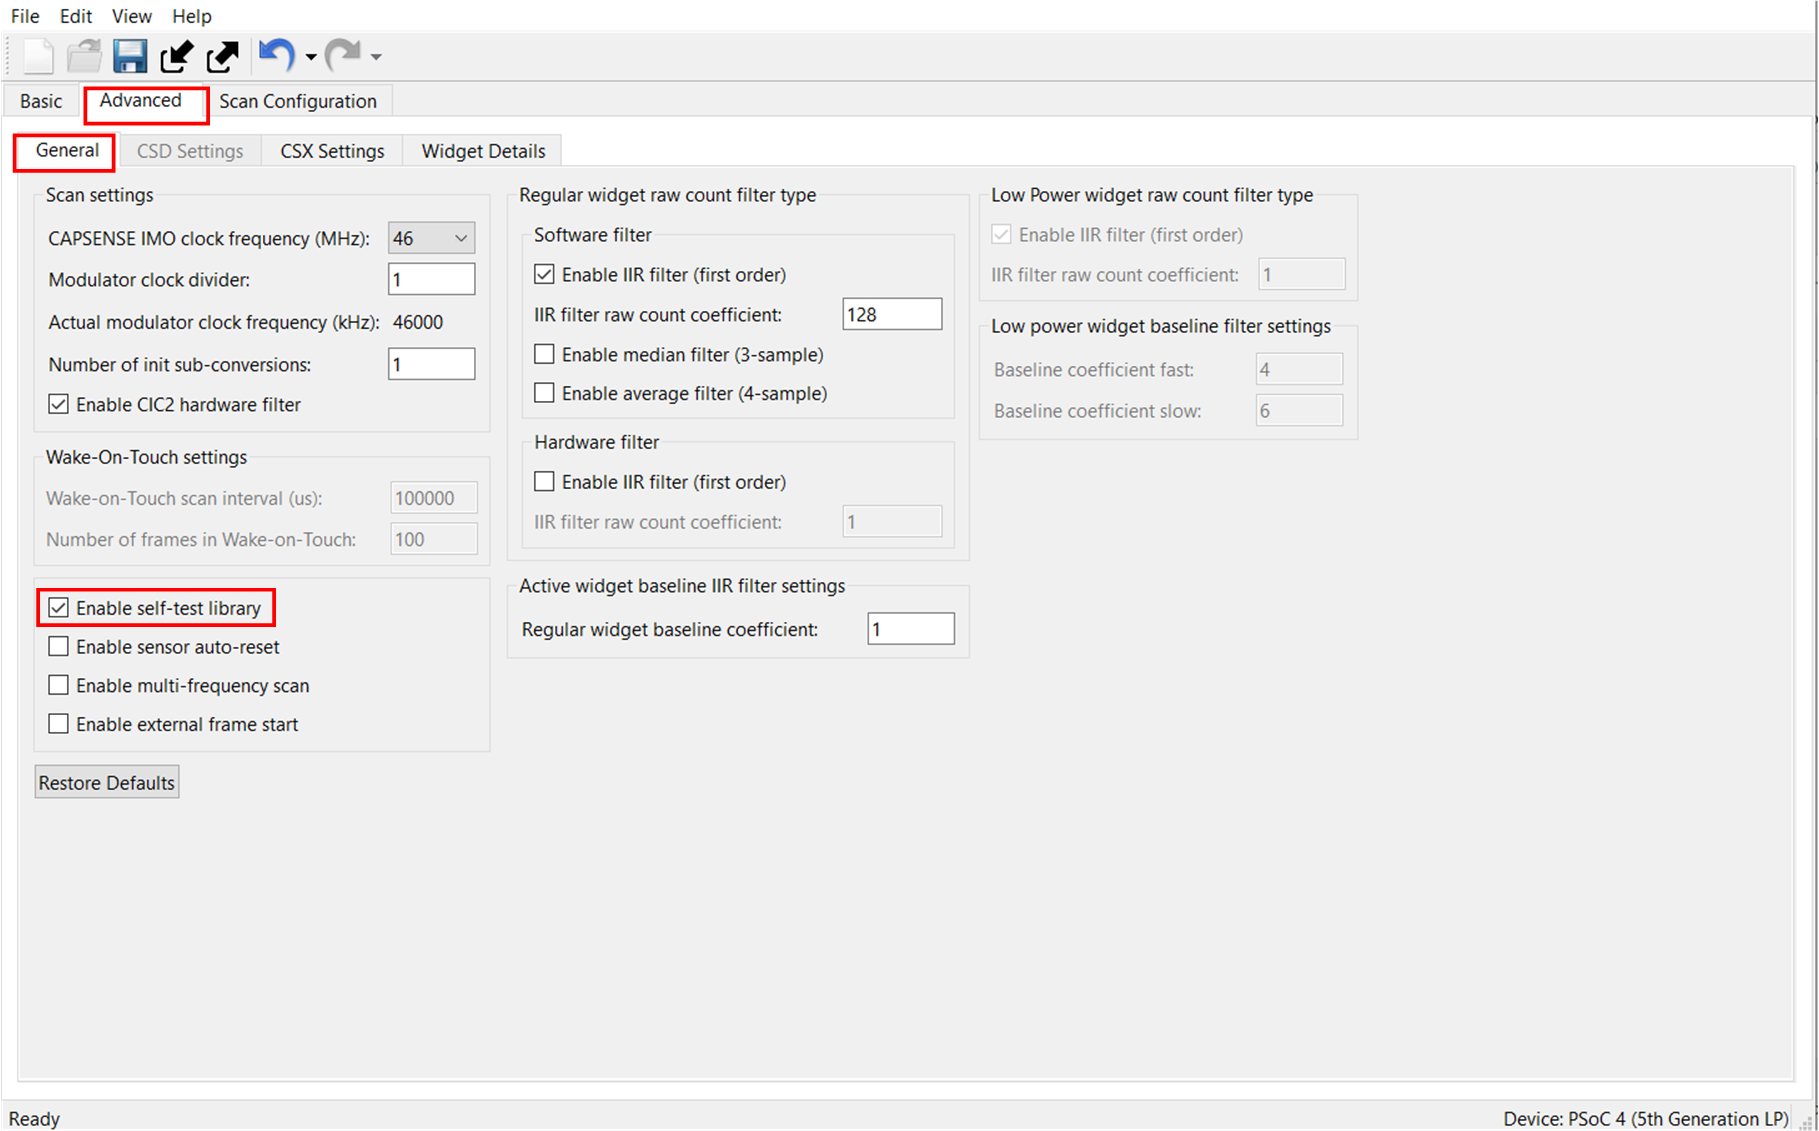 File Edit View Help
Basic Advanced Scan Configuration
General CSD Settings CSX Settings Widget Details
Scan settings
CAPSENSE IMO clock frequency (MHz): 46
Modulator clock divider: 1
Actual modulator clock frequency (kHz): 46000
Number of init sub-conversions: 1
Enable CIC2 hardware filter
Wake-On-Touch settings
Wake-on-Touch scan interval (us): 100000
Number of frames in Wake-on-Touch: 100
Enable self-test library
Enable sensor auto-reset
Enable multi-frequency scan
Enable external frame start
Restore Defaults
Regular widget raw count filter type
Software filter
Enable IIR filter (first order)
IIR filter raw count coefficient: 128
Enable median filter (3-sample)
Enable average filter (4-sample)
Hardware filter
Enable IIR filter (first order)
IIR filter raw count coefficient: 1
Active widget baseline IIR filter settings
Regular widget baseline coefficient: 1
Low Power widget raw count filter type
Enable IIR filter (first order)
IIR filter raw count coefficient: 1
Low power widget baseline filter settings
Baseline coefficient fast: 4
Baseline coefficient slow: 6
Ready
Device: PSoC 4 (5th Generation LP)